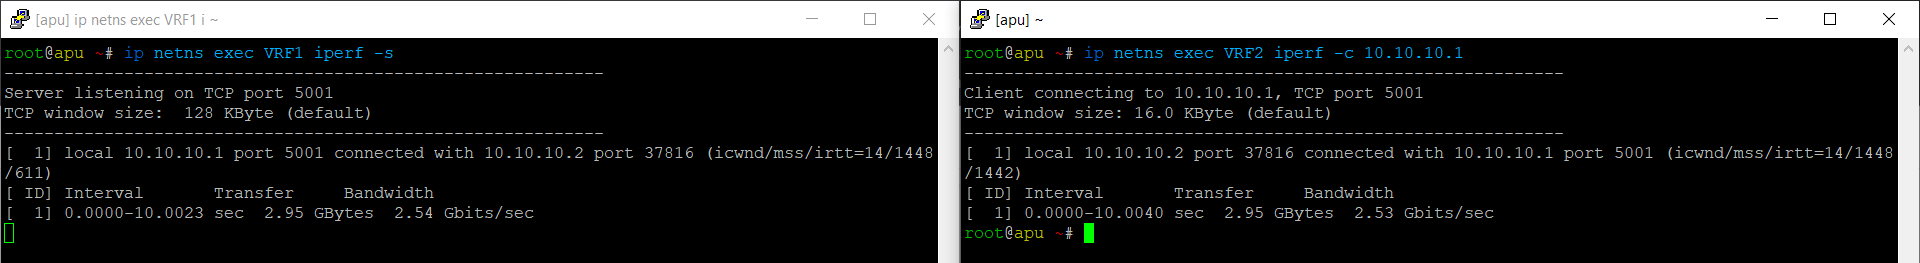 [apu] ip netns exec VRF1 i ~
root@apu ~# ip netns exec VRF1 iperf -s
------------------------------------------------------------
Server listening on TCP port 5001
TCP window size:  128 KByte (default)
------------------------------------------------------------
[  1] local 10.10.10.1 port 5001 connected with 10.10.10.2 port 37816 (icwnd/mss/irtt=14/1448
/611)
[ ID] Interval       Transfer     Bandwidth
[  1] 0.0000-10.0023 sec  2.95 GBytes  2.54 Gbits/sec
[apu] ~
root@apu ~# ip netns exec VRF2 iperf -c 10.10.10.1
------------------------------------------------------------
Client connecting to 10.10.10.1, TCP port 5001
TCP window size: 16.0 KByte (default)
------------------------------------------------------------
[  1] local 10.10.10.2 port 37816 connected with 10.10.10.1 port 5001 (icwnd/mss/irtt=14/1448
/1442)
[ ID] Interval       Transfer     Bandwidth
[  1] 0.0000-10.0040 sec  2.95 GBytes  2.53 Gbits/sec
root@apu ~#